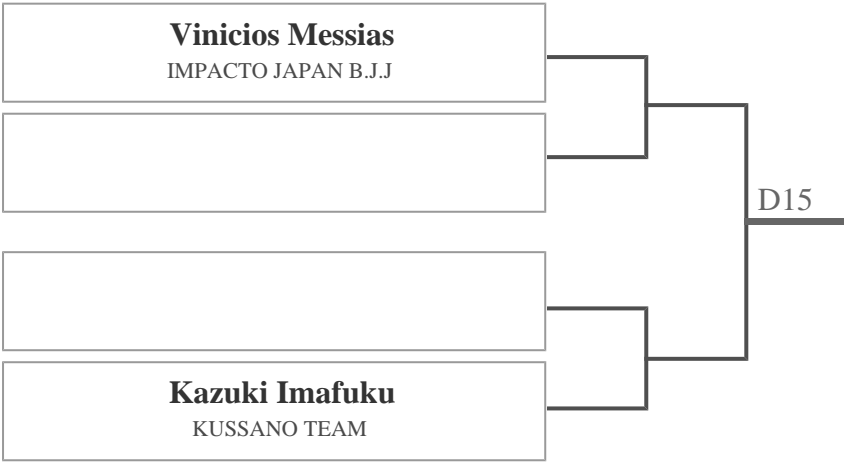 Vinicios Messias
IMPACTO JAPAN B.J.J
D15
Kazuki Imafuku
KUSSANO TEAM